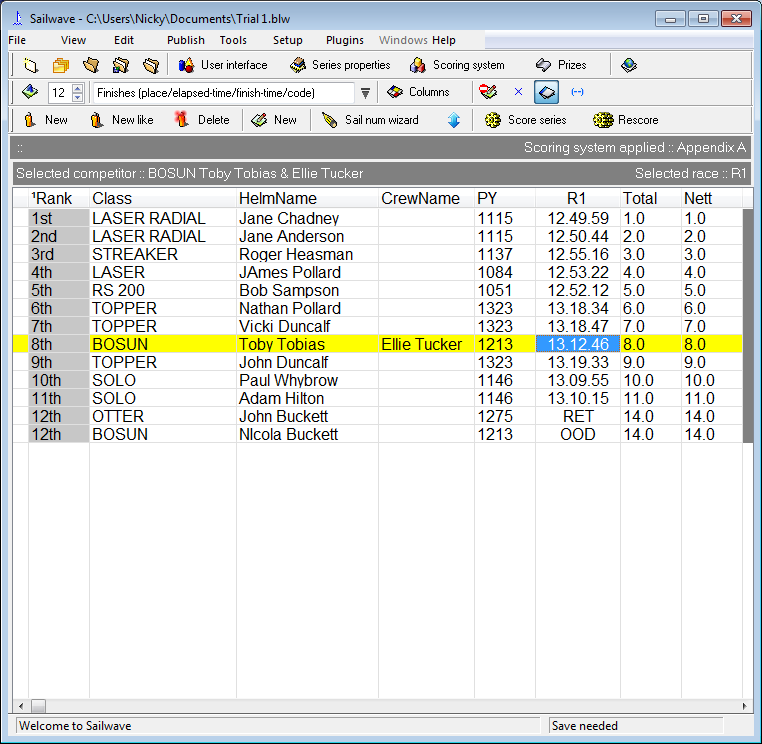 Sailwave - C:\Users\Nicky\Documents\Trial 1.blw
File View Edit Publish Tools Setup Plugins Windows Help
User interface Series properties Scoring system Prizes
12 Finishes (place/elapsed-time/finish-time/code) Columns
New New like Delete New Sail num wizard Score series Rescore
:: Scoring system applied :: Appendix A
Selected competitor :: BOSUN Toby Tobias & Ellie Tucker Selected race :: R1
¹Rank Class HelmName CrewName PY R1 Total Nett
1st LASER RADIAL Jane Chadney 1115 12.49.59 1.0 1.0
2nd LASER RADIAL Jane Anderson 1115 12.50.44 2.0 2.0
3rd STREAKER Roger Heasman 1137 12.55.16 3.0 3.0
4th LASER JAmes Pollard 1084 12.53.22 4.0 4.0
5th RS 200 Bob Sampson 1051 12.52.12 5.0 5.0
6th TOPPER Nathan Pollard 1323 13.18.34 6.0 6.0
7th TOPPER Vicki Duncalf 1323 13.18.47 7.0 7.0
8th BOSUN Toby Tobias Ellie Tucker 1213 13.12.46 8.0 8.0
9th TOPPER John Duncalf 1323 13.19.33 9.0 9.0
10th SOLO Paul Whybrow 1146 13.09.55 10.0 10.0
11th SOLO Adam Hilton 1146 13.10.15 11.0 11.0
12th OTTER John Buckett 1275 RET 14.0 14.0
12th BOSUN NIcola Buckett 1213 OOD 14.0 14.0
Welcome to Sailwave Save needed